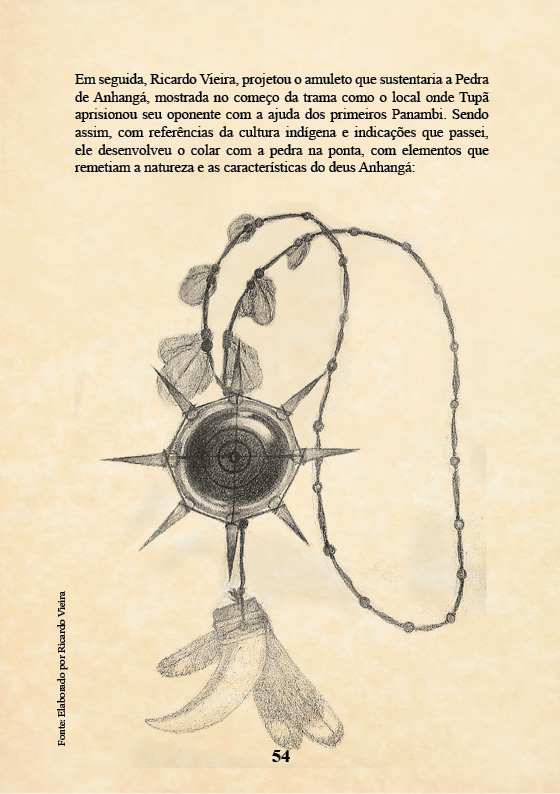 Em seguida, Ricardo Vieira, projetou o amuleto que sustentaria a Pedra
de Anhangá, mostrada no começo da trama como o local onde Tupã
aprisionou seu oponente com a ajuda dos primeiros Panambi. Sendo
assim, com referências da cultura indígena e indicações que passei,
ele desenvolveu o colar com a pedra na ponta, com elementos que
remetiam a natureza e as características do deus Anhangá:
Fonte: Elaborado por Ricardo Vieira
54